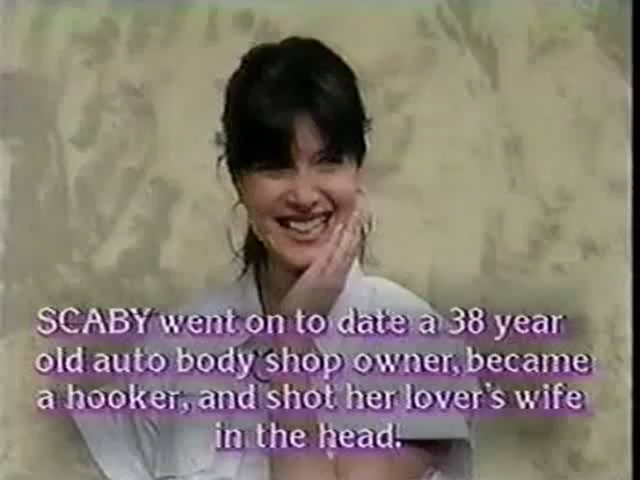 SCABY went on to date a 38 year
old auto body shop owner, became
a hooker, and shot her lover's wife
in the head.